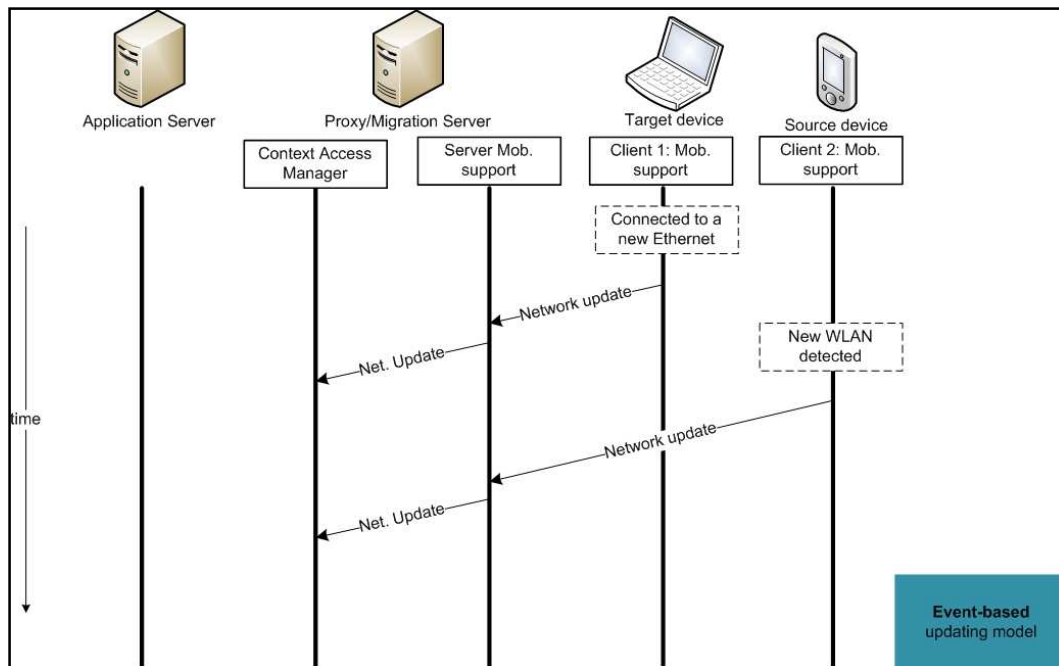 Application Server
Proxy/Migration Server
Target device
Source device
Context Access
Manager
Server Mob.
support
Client 1: Mob.
support
Client 2: Mob.
support
Connected to a
new Ethernet
Network update
New WLAN
detected
Net. Update
time
Network update
Net. Update
Event-based
updating model